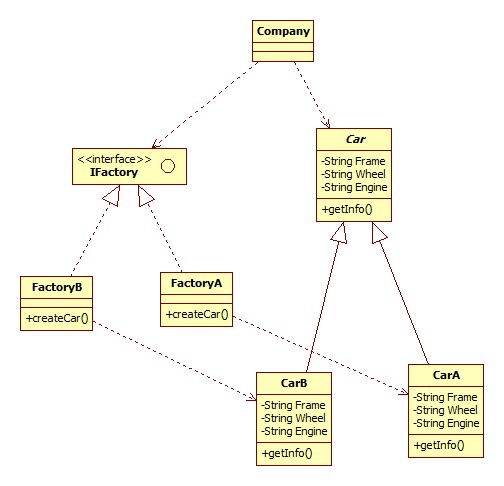 Company
Car
-String Frame
-String Wheel
-String Engine
+getInfo()
<<interface>>
IFactory
FactoryB
+createCar()
FactoryA
+createCar()
CarB
-String Frame
-String Wheel
-String Engine
+getInfo()
CarA
-String Frame
-String Wheel
-String Engine
+getInfo()